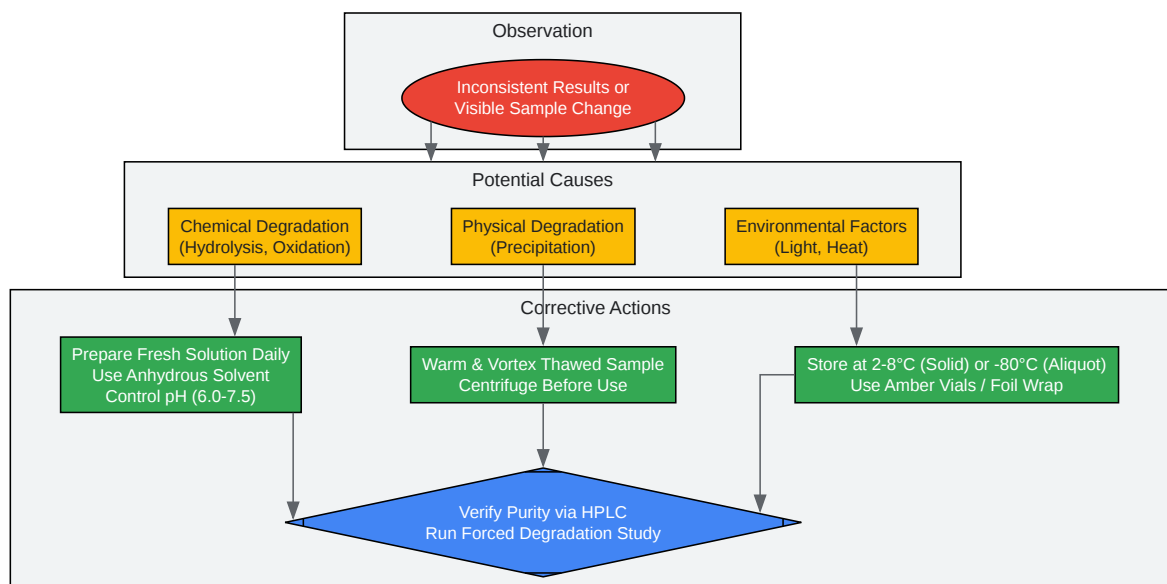 Observation
Inconsistent Results or
Visible Sample Change
Potential Causes
Chemical Degradation
(Hydrolysis, Oxidation)
Physical Degradation
(Precipitation)
Environmental Factors
(Light, Heat)
Corrective Actions
Prepare Fresh Solution Daily
Use Anhydrous Solvent
Control pH (6.0-7.5)
Warm & Vortex Thawed Sample
Centrifuge Before Use
Store at 2-8°C (Solid) or -80°C (Aliquot)
Use Amber Vials / Foil Wrap
Verify Purity via HPLC
Run Forced Degradation Study